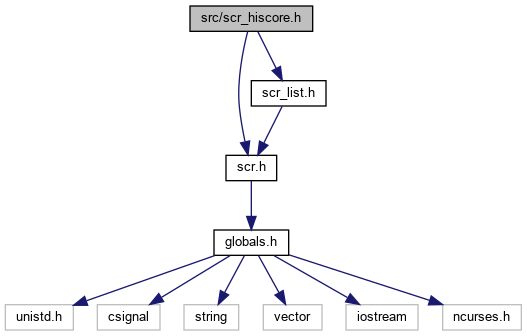 src/scr_hiscore.h
scr_list.h
scr.h
globals.h
unistd.h
csignal
string
vector
iostream
ncurses.h